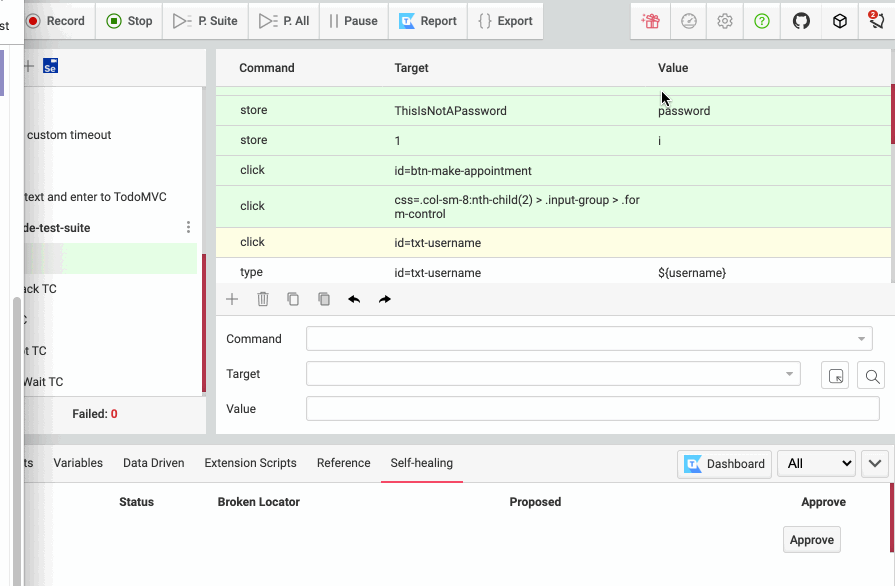 st
Record
Stop
P. Suite
P. All
Pause
Report
Export
2
Se
custom timeout
text and enter to TodoMVC
de-test-suite
ack TC
t TC
Wait TC
Failed: 0
Command Target Value
store ThisIsNotAPassword password
store 1 i
click id=btn-make-appointment
click css=.col-sm-8:nth-child(2) > .input-group > .for
m-control
click id=txt-username
type id=txt-username ${username}
Command
Target
Value
ts Variables Data Driven Extension Scripts Reference Self-healing Dashboard All
Status Broken Locator Proposed Approve
Approve